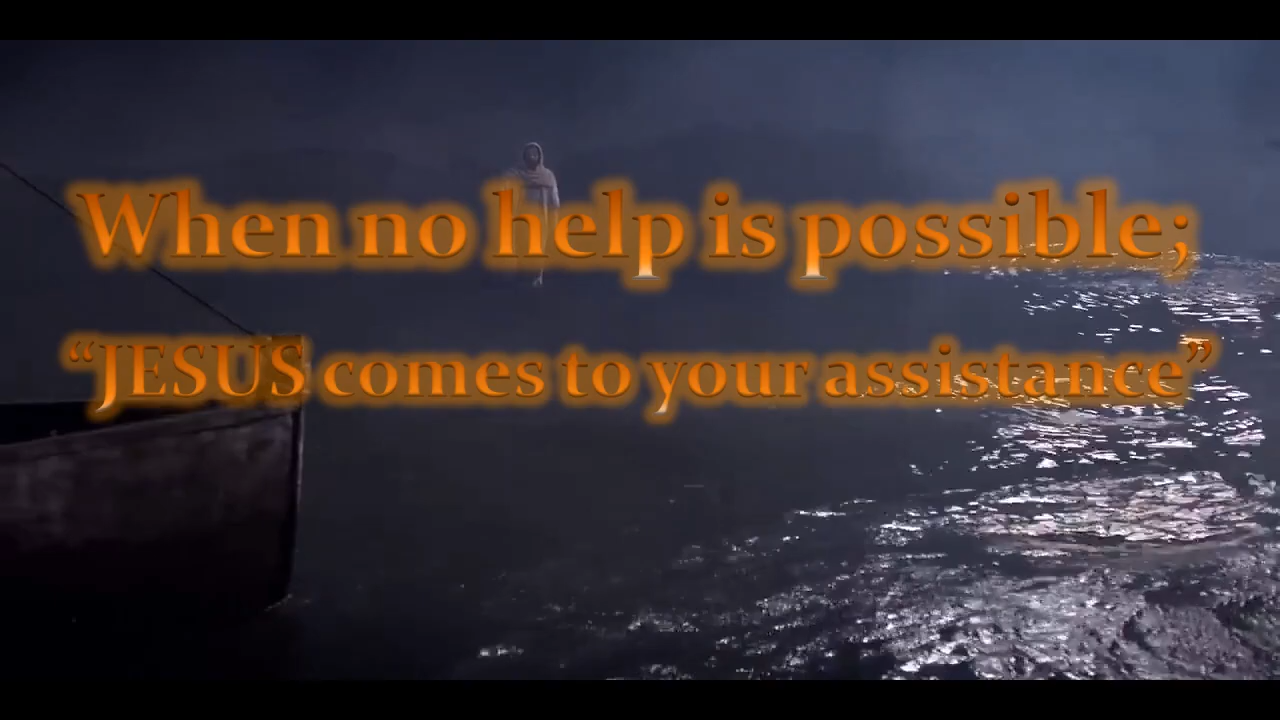 When no help is possible;
“JESUS comes to your assistance”